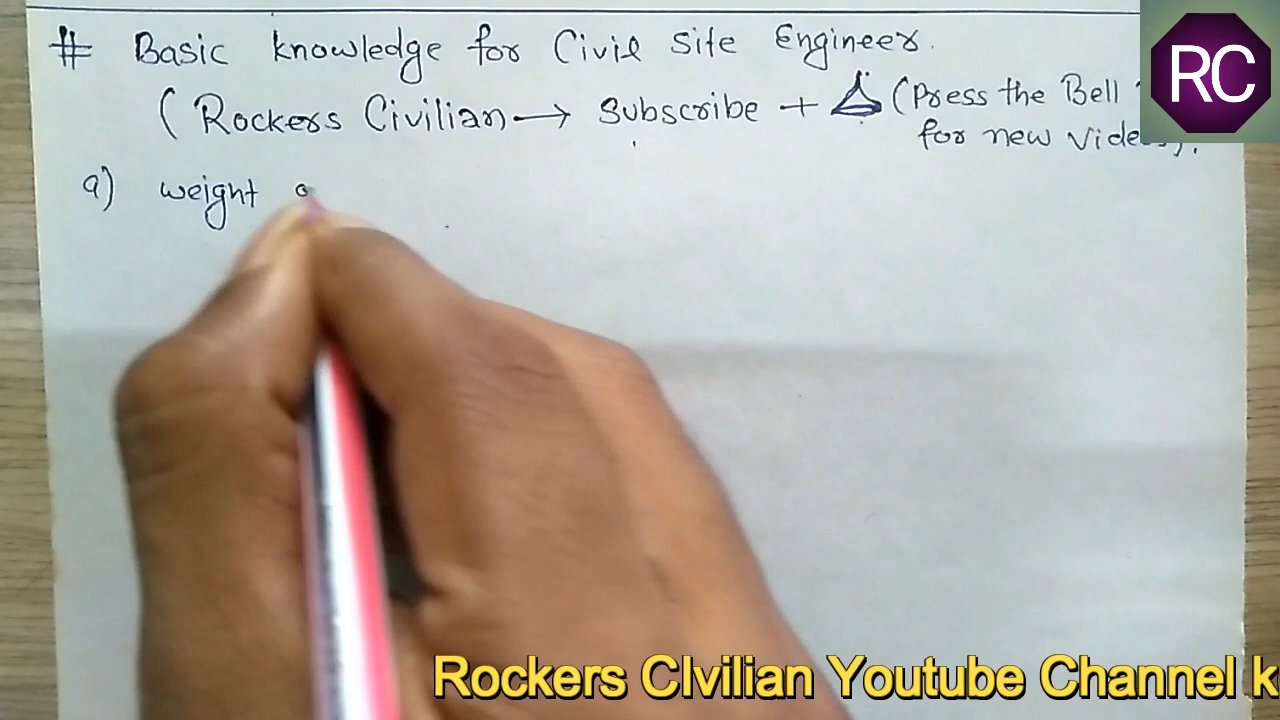 # Basic knowledge for Civil Site Engineer.
RC
(Rockers Civilian → Subscribe + (Press the Bell
for new
a) weight
Rockers CIvilian Youtube Channel